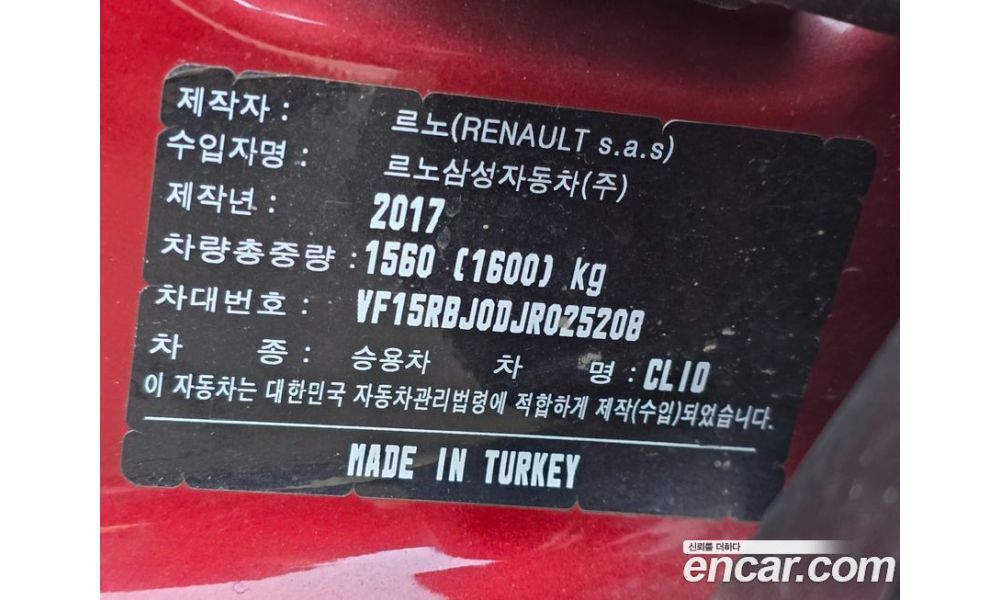 제작자 : 르노(RENAULT s.a.s)
수입자명 : 르노삼성자동차(주)
제작년 : 2017
차량총중량 : 1560 (1600) kg
차대번호 : VF15RBJ0DJR025208
차 종 : 승용차 차 명 : CLIO
이 자동차는 대한민국 자동차관리법령에 적합하게 제작(수입)되었습니다.
MADE IN TURKEY
신뢰를 더하다
encar.com